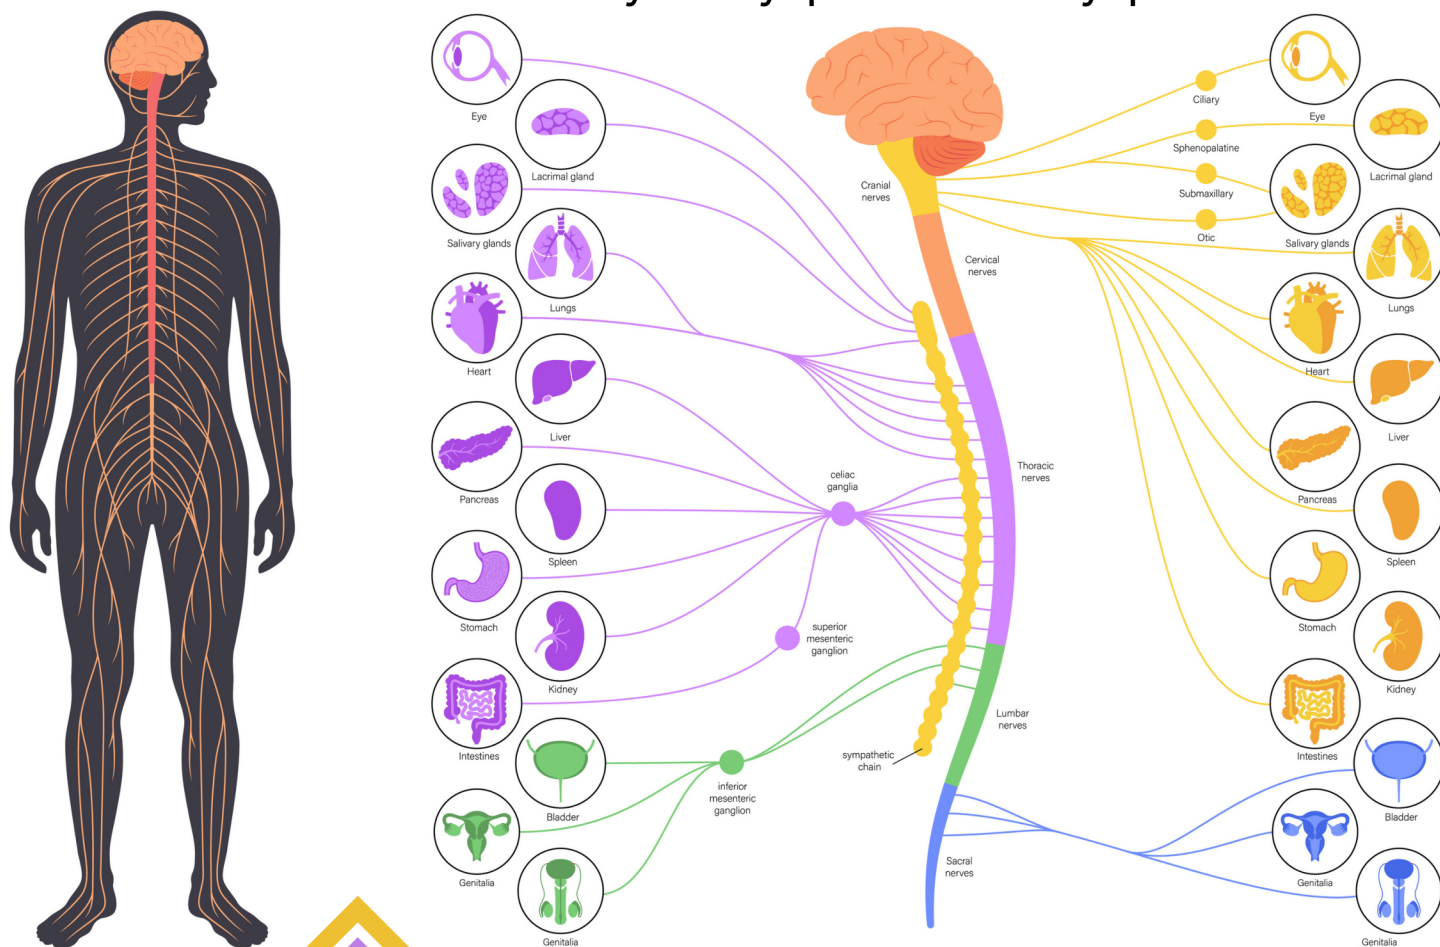 Eye
Lacrimal gland
Salivary glands
Lungs
Heart
Liver
Pancreas
Spleen
Stomach
Kidney
Intestines
Bladder
Genitalia
Genitalia
celiac
ganglia
superior
mesenteric
ganglion
inferior
mesenteric
ganglion
sympathetic
chain
Cranial
nerves
Cervical
nerves
Thoracic
nerves
Lumbar
nerves
Sacral
nerves
Ciliary
Sphenopalatine
Submaxillary
Otic
Eye
Lacrimal gland
Salivary glands
Lungs
Heart
Liver
Pancreas
Spleen
Stomach
Kidney
Intestines
Bladder
Genitalia
Genitalia